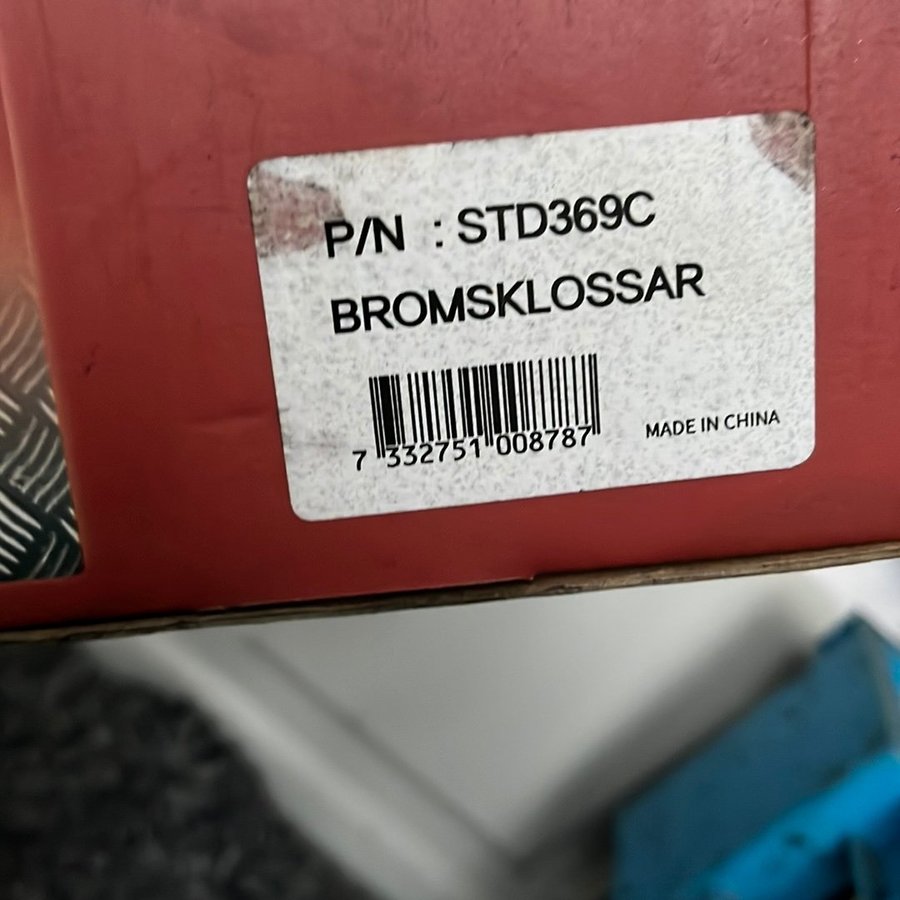 P/N : STD369C
BROMSKLOSSAR
7 332751 008787
MADE IN CHINA